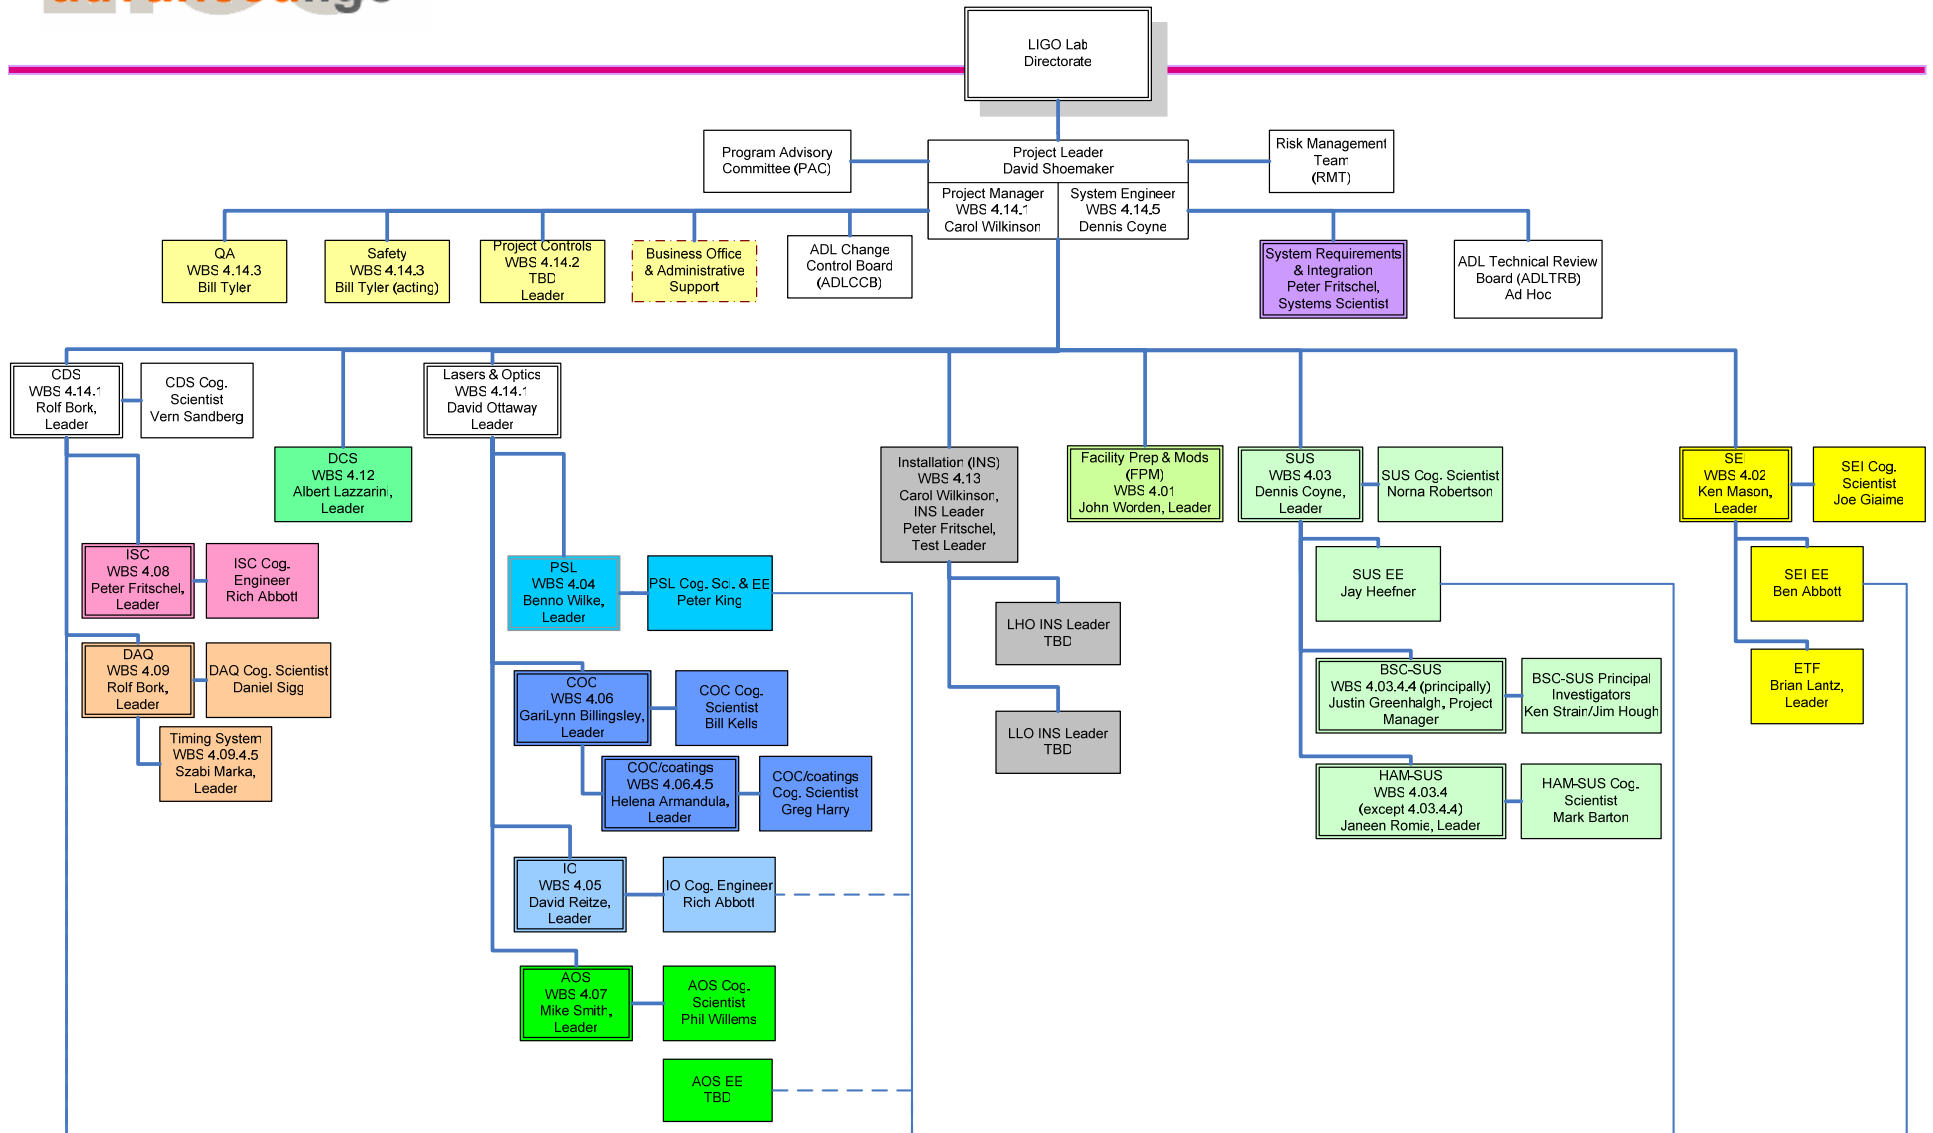 advancedligo
LIGO Lab
Directorate
Program Advisory
Committee (PAC)
Project Leader
David Shoemaker
Risk Management
Team
(RMT)
Project Manager
WBS 4.14.1
Carol Wilkinson
System Engineer
WBS 4.14.5
Dennis Coyne
QA
WBS 4.14.3
Bill Tyler
Safety
WBS 4.14.3
Bill Tyler (acting)
Project Controls
WBS 4.14.2
TBD
Leader
Business Office
& Administrative
Support
ADL Change
Control Board
(ADLCCB)
System Requirements
& Integration
Peter Fritschel,
Systems Scientist
ADL Technical Review
Board (ADLTRB)
Ad Hoc
CDS
WBS 4.14.1
Rolf Bork,
Leader
CDS Cog.
Scientist
Vern Sandberg
Lasers & Optics
WBS 4.14.1
David Ottaway
Leader
DCS
WBS 4.12
Albert Lazzarini,
Leader
Installation (INS)
WBS 4.13
Carol Wilkinson,
INS Leader
Peter Fritschel,
Test Leader
Facility Prep & Mods
(FPM)
WBS 4.01
John Worden, Leader
SUS
WBS 4.03
Dennis Coyne,
Leader
SUS Cog. Scientist
Norna Robertson
SEI
WBS 4.02
Ken Mason,
Leader
SEI Cog.
Scientist
Joe Giaime
ISC
WBS 4.08
Peter Fritschel,
Leader
ISC Cog.
Engineer
Rich Abbott
PSL
WBS 4.04
Benno Wilke,
Leader
PSL Cog. Sci. & EE
Peter King
SUS EE
Jay Heefner
SEI EE
Ben Abbott
LHO INS Leader
TBD
DAQ
WBS 4.09
Rolf Bork,
Leader
DAQ Cog. Scientist
Daniel Sigg
COC
WBS 4.06
GariLynn Billingsley,
Leader
COC Cog.
Scientist
Bill Kells
BSC-SUS
WBS 4.03.4.4 (principally)
Justin Greenhalgh, Project
Manager
BSC-SUS Principal
Investigators
Ken Strain/Jim Hough
ETF
Brian Lantz,
Leader
LLO INS Leader
TBD
Timing System
WBS 4.09.4.5
Szabi Marka,
Leader
COC/coatings
WBS 4.06.4.5
Helena Armandula,
Leader
COC/coatings
Cog. Scientist
Greg Harry
HAM-SUS
WBS 4.03.4
(except 4.03.4.4)
Janeen Romie, Leader
HAM-SUS Cog.
Scientist
Mark Barton
IO
WBS 4.05
David Reitze,
Leader
IO Cog. Engineer
Rich Abbott
AOS
WBS 4.07
Mike Smith,
Leader
AOS Cog.
Scientist
Phil Willems
AOS EE
TBD